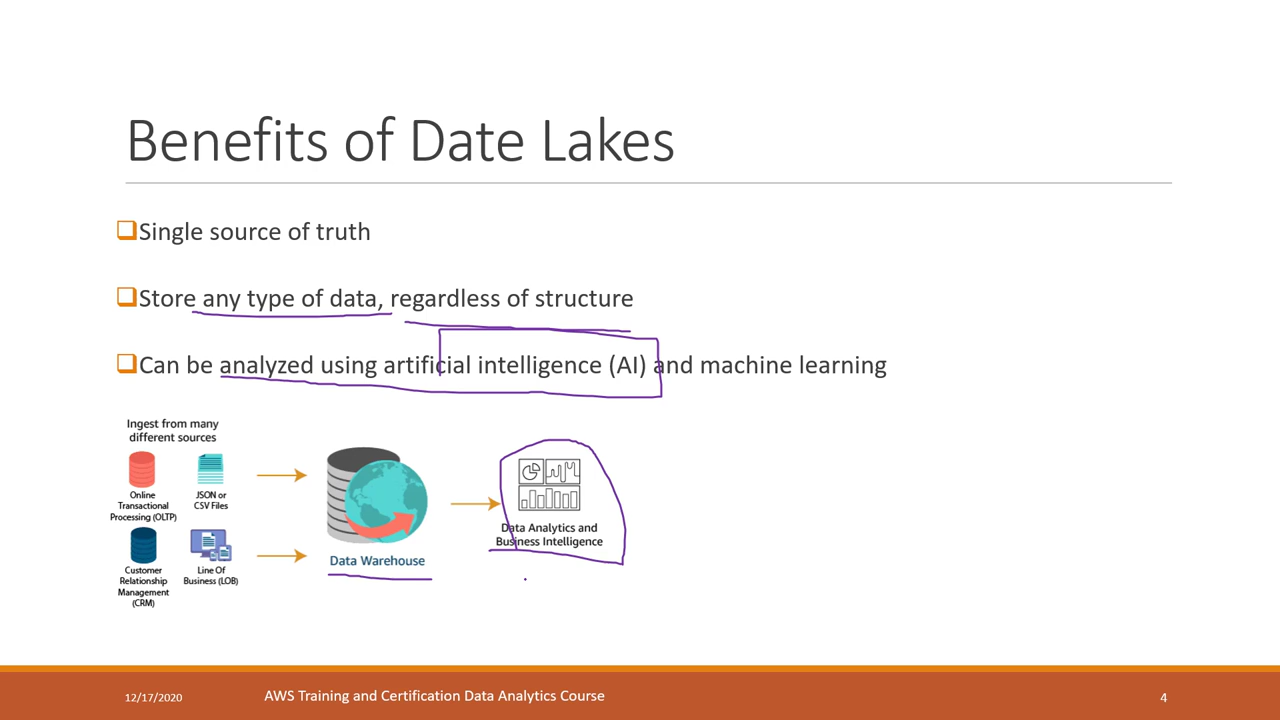 Benefits of Date Lakes
Single source of truth
Store any type of data, regardless of structure
Can be analyzed using artificial intelligence (AI) and machine learning
Ingest from many
different sources
Online
Transactional
Processing (OLTP)
JSON or
CSV Files
Customer
Relationship
Management
(CRM)
Line Of
Business (LOB)
Data Warehouse
Data Analytics and
Business Intelligence
12/17/2020
AWS Training and Certification Data Analytics Course
4